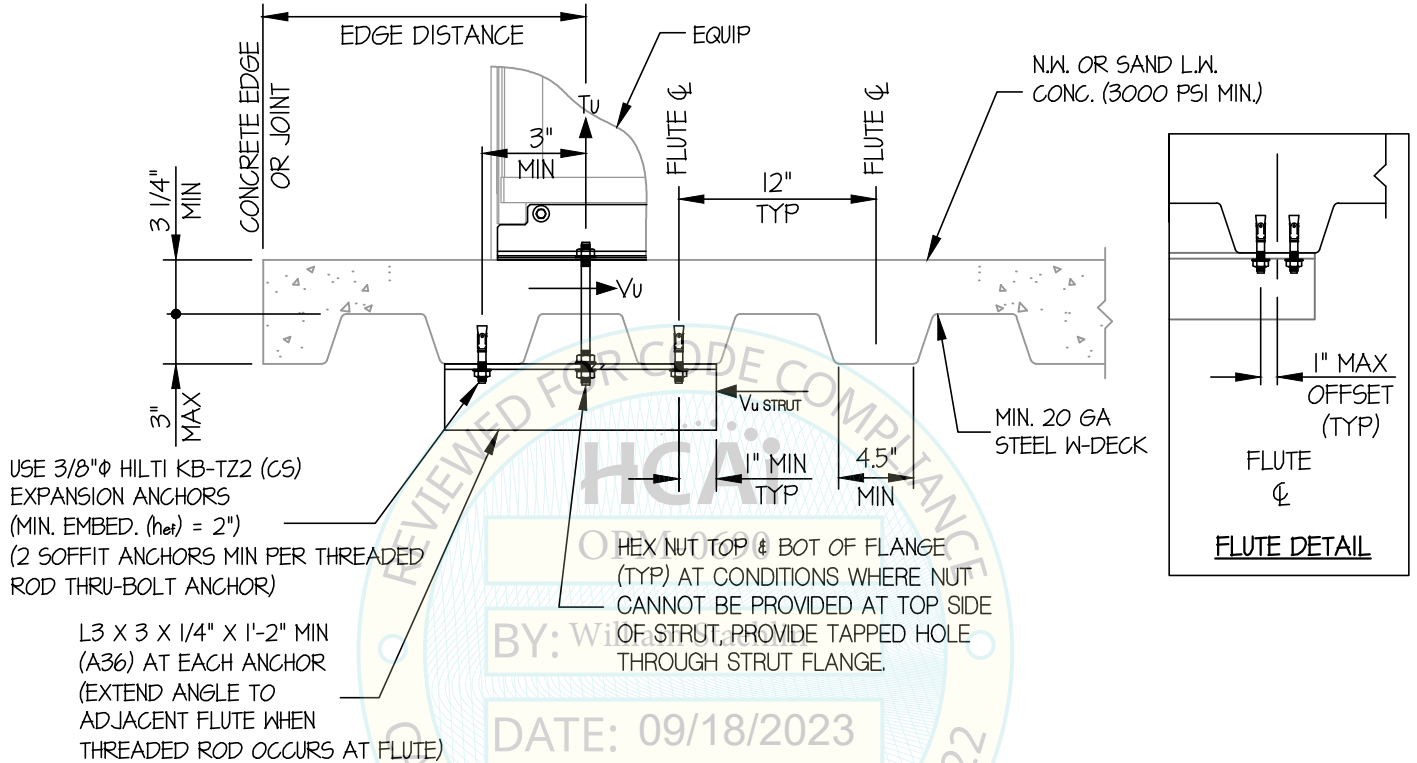 EDGE DISTANCE
EQUIP
CONCRETE EDGE
OR JOINT
Tu
3"
MIN
FLUTE ℄
FLUTE ℄
12"
TYP
N.W. OR SAND L.W.
CONC. (3000 PSI MIN.)
3 1/4"
MIN
Vu
3"
MAX
Vu STRUT
1" MIN
TYP
4.5"
MIN
MIN. 20 GA
STEEL W-DECK
1" MAX
OFFSET
(TYP)
FLUTE
℄
FLUTE DETAIL
USE 3/8"Φ HILTI KB-TZ2 (CS)
EXPANSION ANCHORS
(MIN. EMBED. (hef) = 2")
(2 SOFFIT ANCHORS MIN PER THREADED
ROD THRU-BOLT ANCHOR)
HEX NUT TOP & BOT OF FLANGE
(TYP) AT CONDITIONS WHERE NUT
CANNOT BE PROVIDED AT TOP SIDE
OF STRUT, PROVIDE TAPPED HOLE
THROUGH STRUT FLANGE.
L3 X 3 X 1/4" X 1'-2" MIN
(A36) AT EACH ANCHOR
(EXTEND ANGLE TO
ADJACENT FLUTE WHEN
THREADED ROD OCCURS AT FLUTE)
REVIEWED FOR CODE COMPLIANCE
HCAi
OPM-0690
BY: William Staehlin
DATE: 09/18/2023